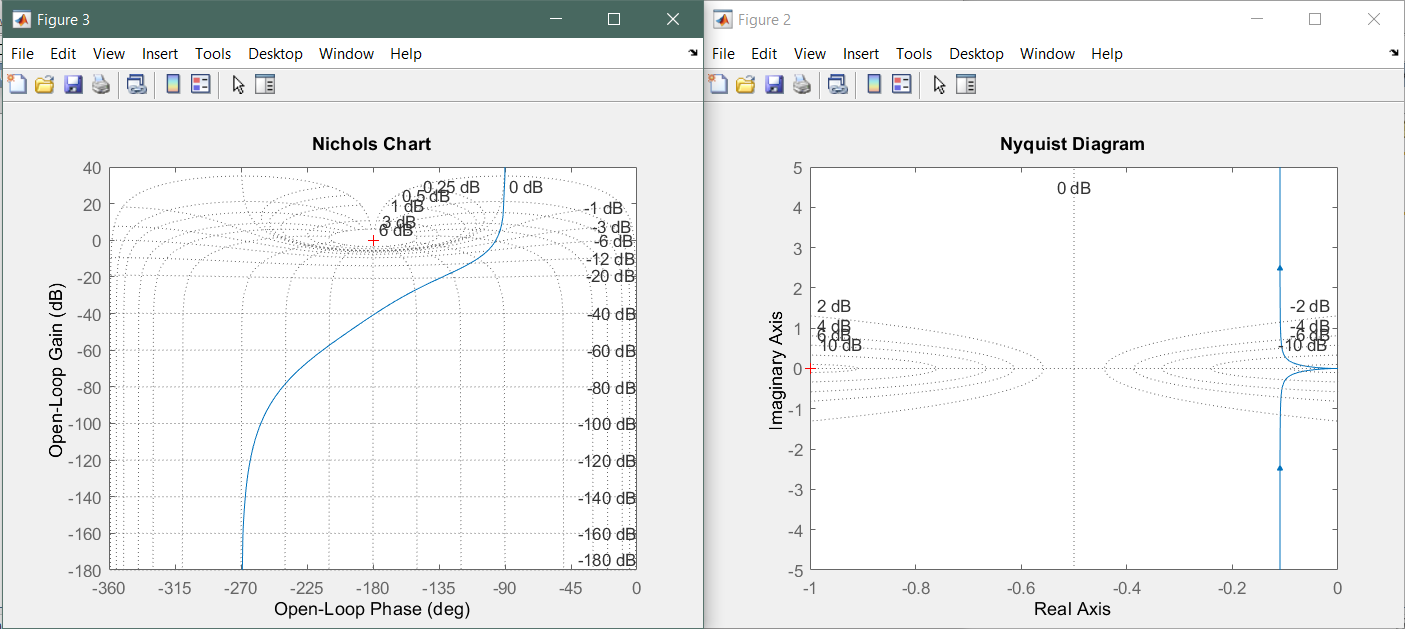 Figure 3
File Edit View Insert Tools Desktop Window Help
Nichols Chart
40
20
0
-20
-40
-60
-80
-100
-120
-140
-160
-180
Open-Loop Gain (dB)
0.25 dB
0.5 dB
1 dB
3 dB
6 dB
0 dB
-1 dB
-3 dB
-6 dB
-12 dB
-20 dB
-40 dB
-60 dB
-80 dB
-100 dB
-120 dB
-140 dB
-160 dB
-180 dB
-360 -315 -270 -225 -180 -135 -90 -45 0
Open-Loop Phase (deg)
Figure 2
File Edit View Insert Tools Desktop Window Help
Nyquist Diagram
5
4
3
2
1
0
-1
-2
-3
-4
-5
Imaginary Axis
0 dB
2 dB
4 dB
6 dB
10 dB
-2 dB
-4 dB
-6 dB
-10 dB
-1 -0.8 -0.6 -0.4 -0.2 0
Real Axis